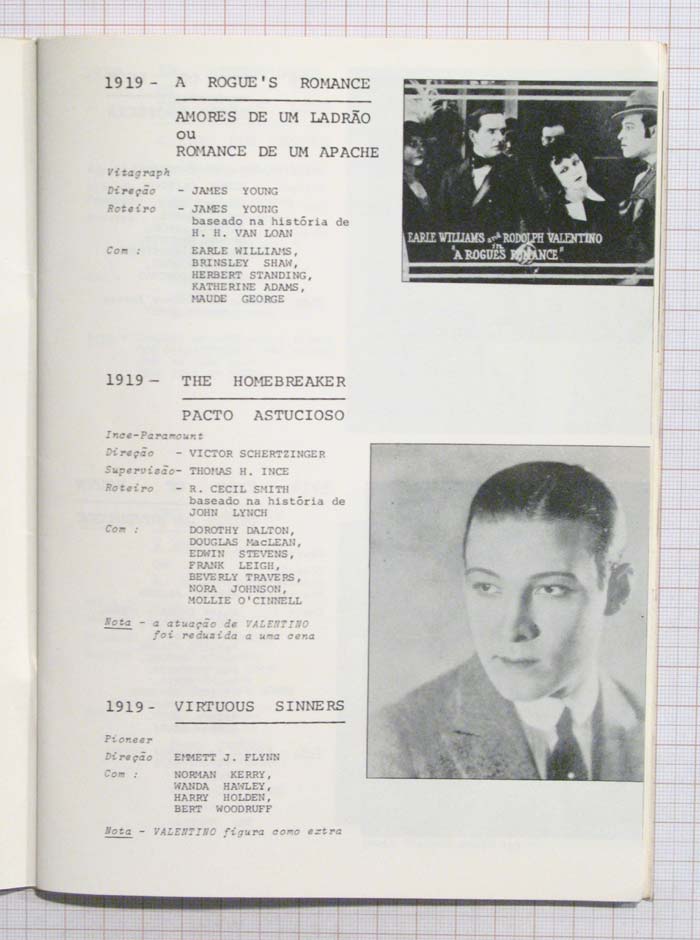 1919 - A ROGUE'S ROMANCE
AMORES DE UM LADRÃO
ou
ROMANCE DE UM APACHE
Vitagraph
Direção - JAMES YOUNG
Roteiro - JAMES YOUNG
baseado na história de
H. H. VAN LOAN
Com : EARLE WILLIAMS,
BRINSLEY SHAW,
HERBERT STANDING,
KATHERINE ADAMS,
MAUDE GEORGE
EARLE WILLIAMS and RODOLPH VALENTINO
in
"A ROGUES ROMANCE"
1919 - THE HOMEBREAKER
PACTO ASTUCIOSO
Ince-Paramount
Direção - VICTOR SCHERTZINGER
Supervisão- THOMAS H. INCE
Roteiro - R. CECIL SMITH
baseado na história de
JOHN LYNCH
Com : DOROTHY DALTON,
DOUGLAS MacLEAN,
EDWIN STEVENS,
FRANK LEIGH,
BEVERLY TRAVERS,
NORA JOHNSON,
MOLLIE O'CINNELL
Nota - a atuação de VALENTINO
foi reduzida a uma cena
1919 - VIRTUOUS SINNERS
Pioneer
Direção EMMETT J. FLYNN
Com : NORMAN KERRY,
WANDA HAWLEY,
HARRY HOLDEN,
BERT WOODRUFF
Nota - VALENTINO figura como extra